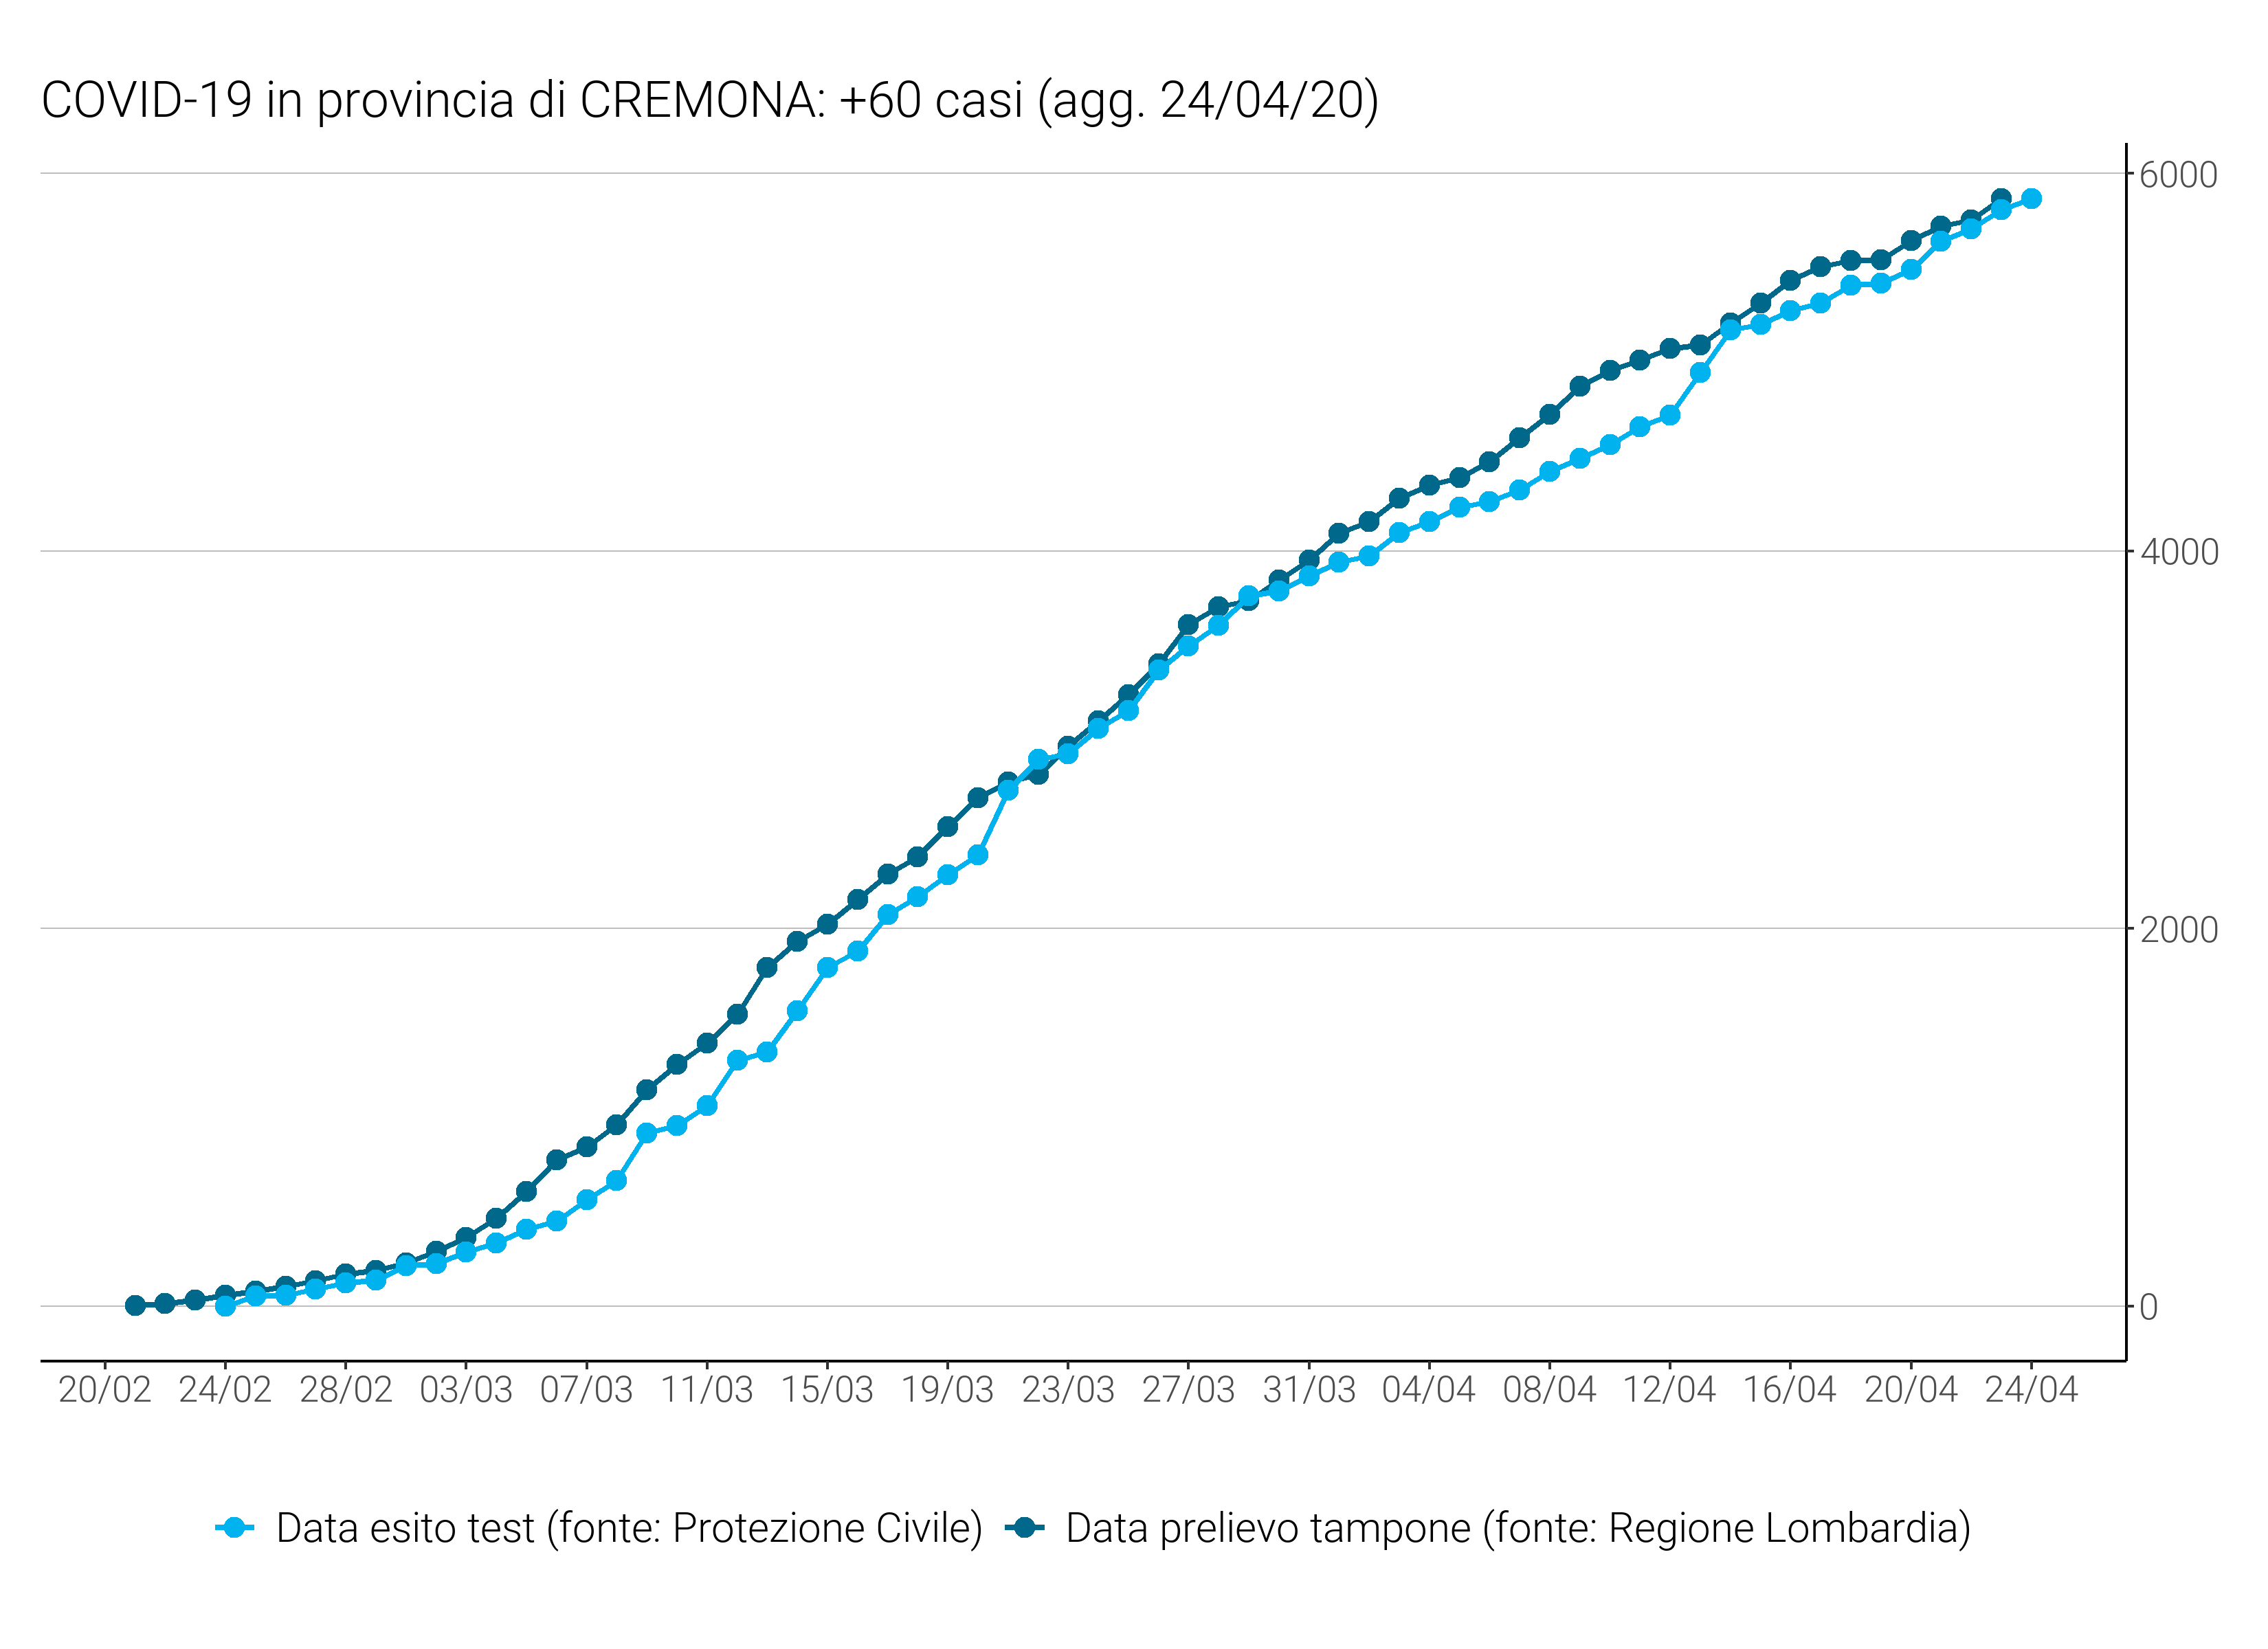 COVID-19 in provincia di CREMONA: +60 casi (agg. 24/04/20)
6000
4000
2000
0
20/02 24/02 28/02 03/03 07/03 11/03 15/03 19/03 23/03 27/03 31/03 04/04 08/04 12/04 16/04 20/04 24/04
Data esito test (fonte: Protezione Civile) Data prelievo tampone (fonte: Regione Lombardia)